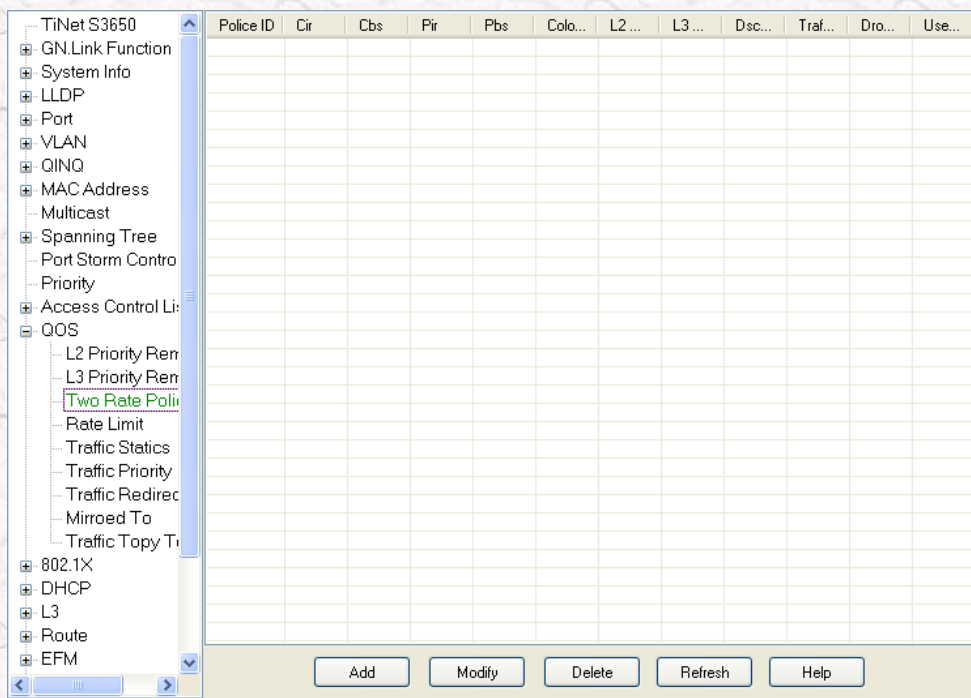 TiNet S3650
GN.Link Function
System Info
LLDP
Port
VLAN
QINQ
MAC Address
Multicast
Spanning Tree
Port Storm Contro
Priority
Access Control Li
QOS
L2 Priority Rem
L3 Priority Rem
Two Rate Poli
Rate Limit
Traffic Statics
Traffic Priority
Traffic Redirec
Mirroed To
Traffic Topy T
802.1X
DHCP
L3
Route
EFM
Police ID Cir Cbs Pir Pbs Colo... L2 ... L3 ... Dsc... Traf... Dro... Use...
Add Modify Delete Refresh Help